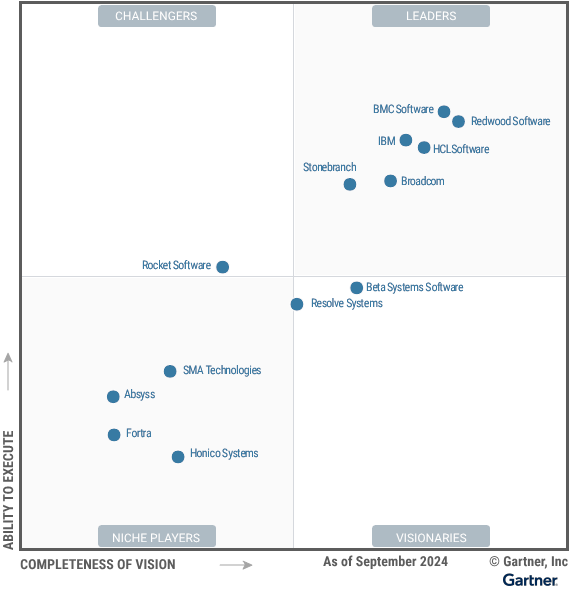 CHALLENGERS
LEADERS
BMC Software
Redwood Software
IBM
HCLSoftware
Stonebranch
Broadcom
Rocket Software
Beta Systems Software
Resolve Systems
SMA Technologies
Absyss
Fortra
Honico Systems
ABILITY TO EXECUTE
NICHE PLAYERS
VISIONARIES
COMPLETENESS OF VISION
As of September 2024
© Gartner, Inc
Gartner